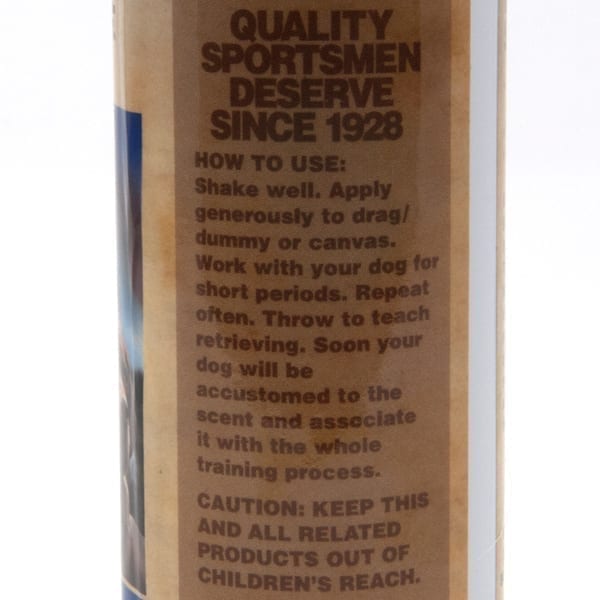 QUALITY
SPORTSMEN
DESERVE
SINCE 1928
HOW TO USE:
Shake well. Apply
generously to drag/
dummy or canvas.
Work with your dog for
short periods. Repeat
often. Throw to teach
retrieving. Soon your
dog will be
accustomed to the
scent and associate
it with the whole
training process.
CAUTION: KEEP THIS
AND ALL RELATED
PRODUCTS OUT OF
CHILDREN'S REACH.